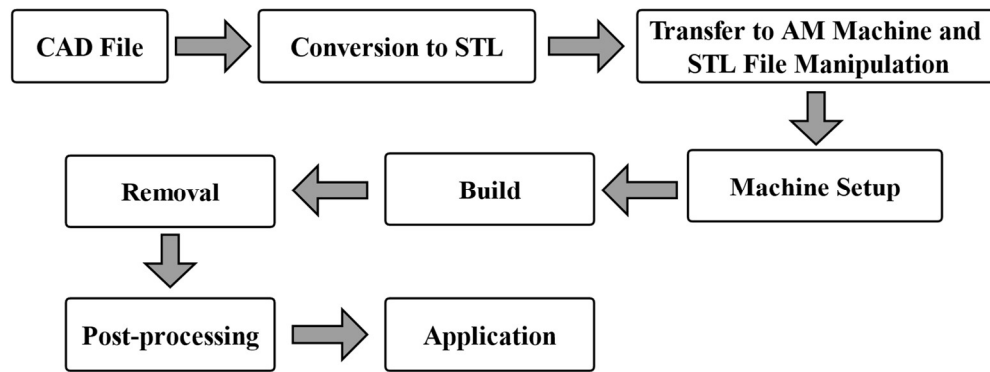 CAD File
Conversion to STL
Transfer to AM Machine and
STL File Manipulation
Machine Setup
Build
Removal
Post-processing
Application